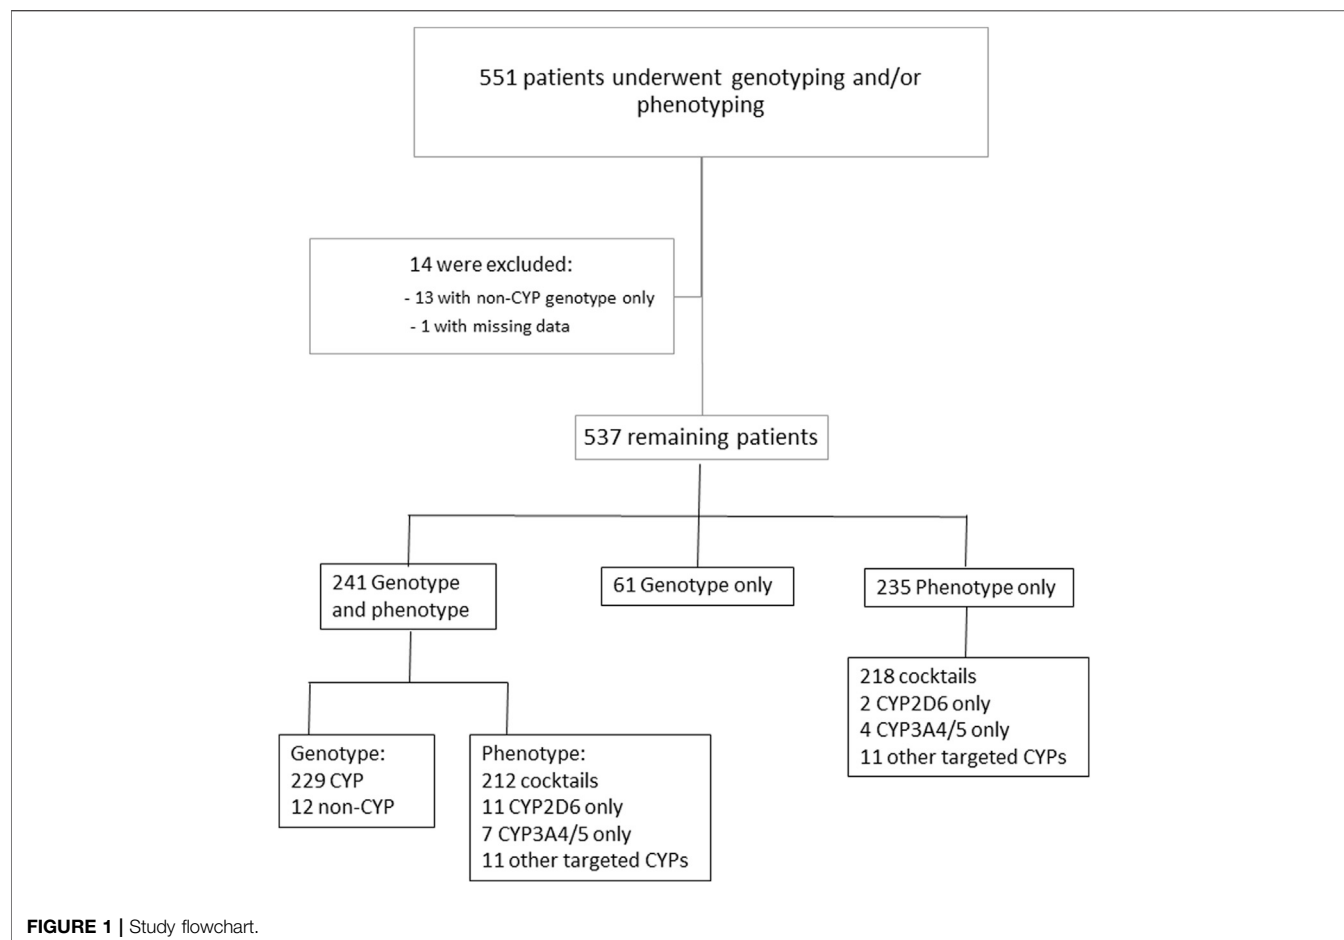 551 patients underwent genotyping and/or
phenotyping
14 were excluded:
- 13 with non-CYP genotype only
- 1 with missing data
537 remaining patients
241 Genotype
and phenotype
61 Genotype only
235 Phenotype only
218 cocktails
2 CYP2D6 only
4 CYP3A4/5 only
11 other targeted CYPs
Genotype:
229 CYP
12 non-CYP
Phenotype:
212 cocktails
11 CYP2D6 only
7 CYP3A4/5 only
11 other targeted CYPs
FIGURE 1 | Study flowchart.